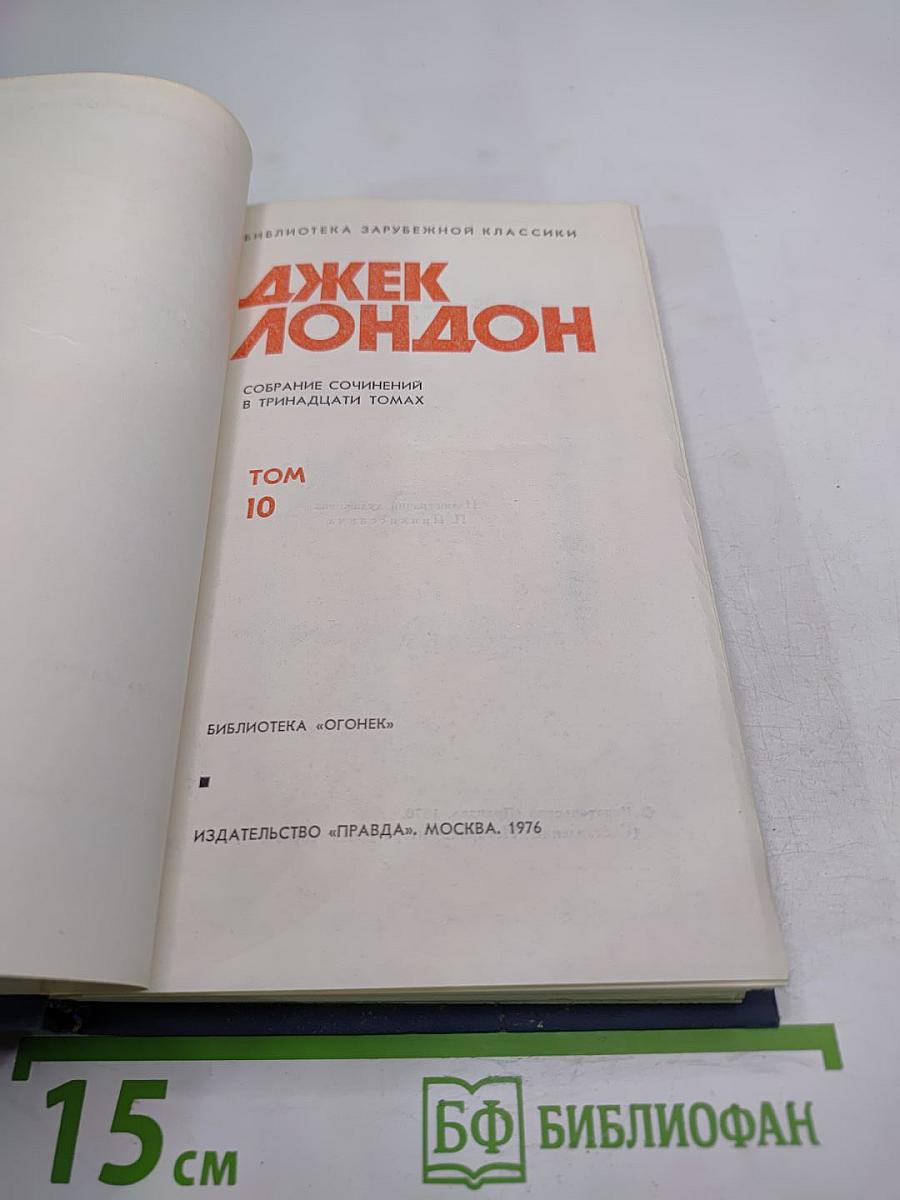 БИБЛИОТЕКА ЗАРУБЕЖНОЙ КЛАССИКИ
ДЖЕК
ЛОНДОН
СОБРАНИЕ СОЧИНЕНИЙ
В ТРИНАДЦАТИ ТОМАХ
ТОМ
10
БИБЛИОТЕКА «ОГОНЕК»
ИЗДАТЕЛЬСТВО «ПРАВДА». МОСКВА. 1976
15 см
БФ БИБЛИОФАН